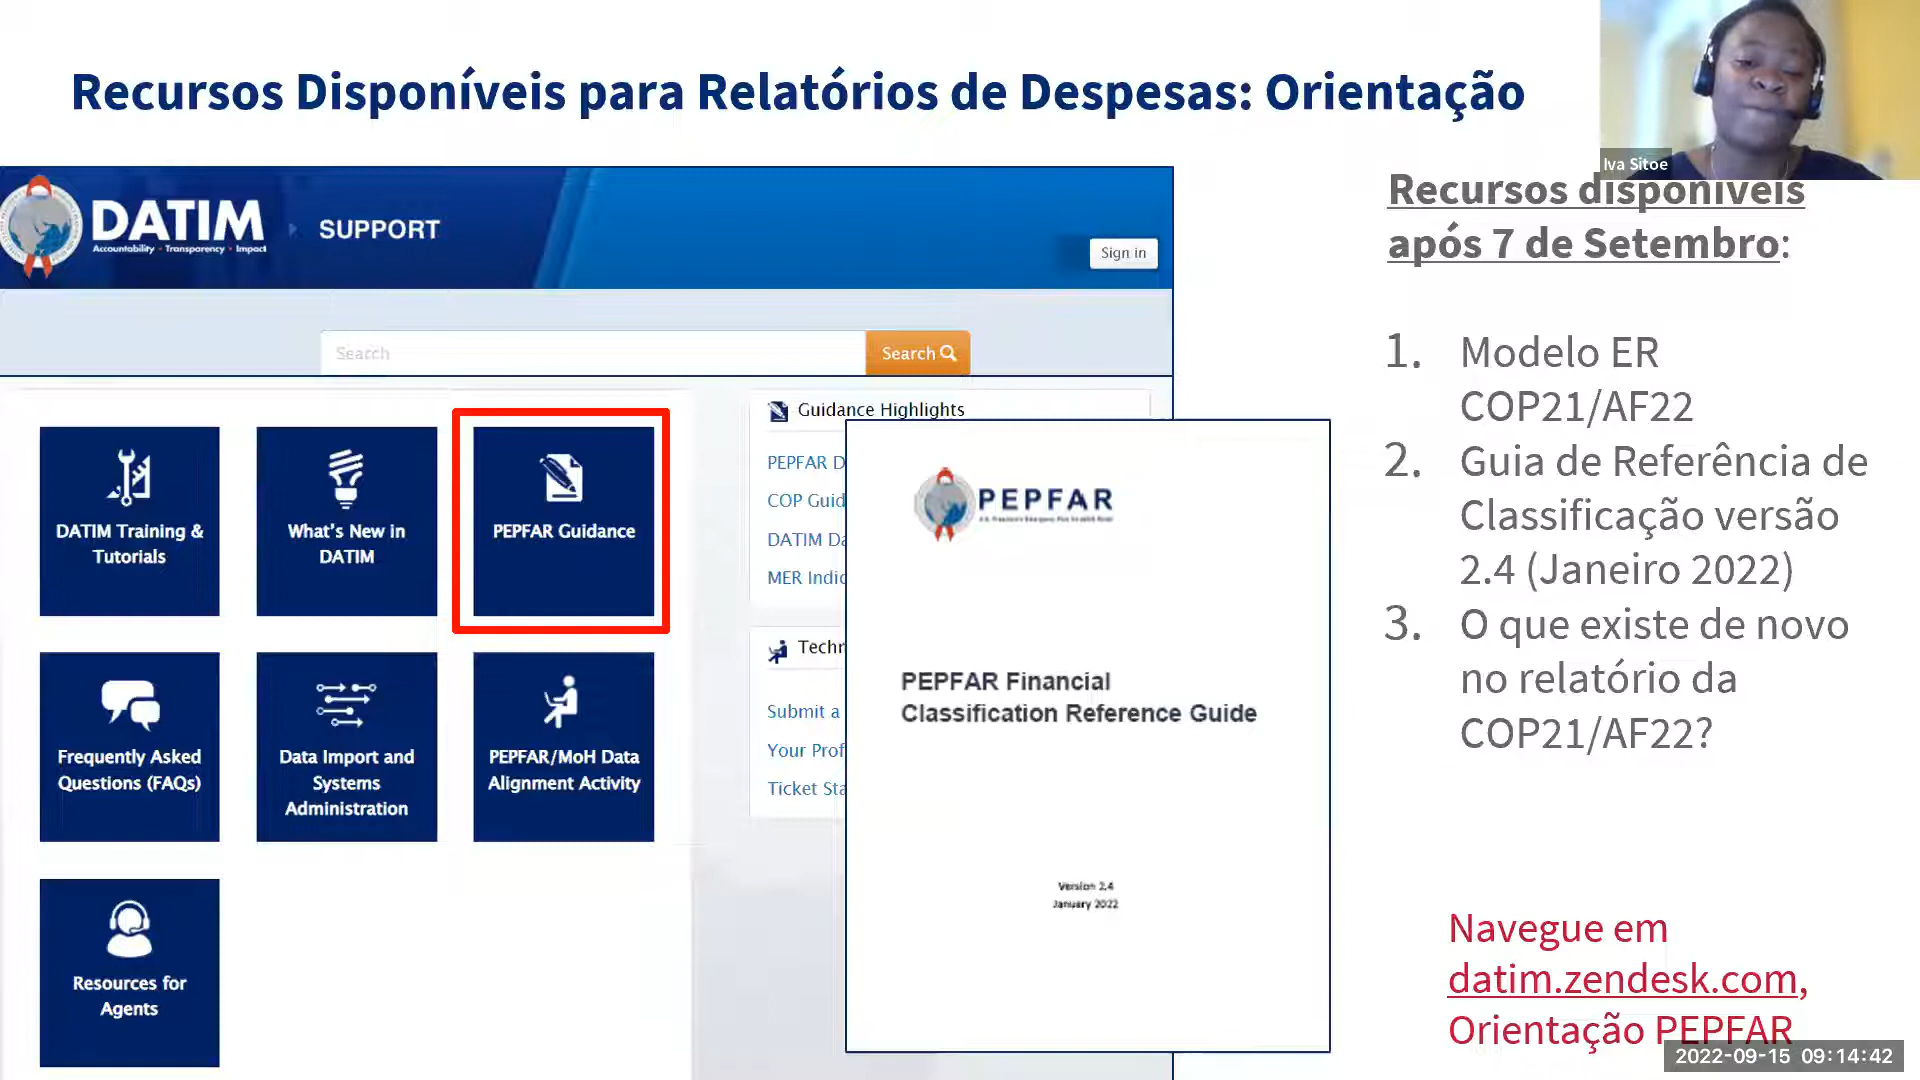 Recursos Disponíveis para Relatórios de Despesas: Orientação
Iva Sitoe
DATIM
Accountability - Transparency - Impact
SUPPORT
Sign in
Search
Search
DATIM Training &
Tutorials
What's New in
DATIM
PEPFAR Guidance
Frequently Asked
Questions (FAQs)
Data Import and
Systems
Administration
PEPFAR/MoH Data
Alignment Activity
Resources for
Agents
Guidance Highlights
PEPFAR D
COP Guid
DATIM Da
MER Indic
Techn
Submit a
Your Prof
Ticket Sta
PEPFAR
PEPFAR Financial
Classification Reference Guide
Version 2.4
January 2022
Recursos disponíveis
após 7 de Setembro:
1. Modelo ER
COP21/AF22
2. Guia de Referência de
Classificação versão
2.4 (Janeiro 2022)
3. O que existe de novo
no relatório da
COP21/AF22?
Navegue em
datim.zendesk.com,
Orientação PEPFAR
2022-09-15 09:14:42